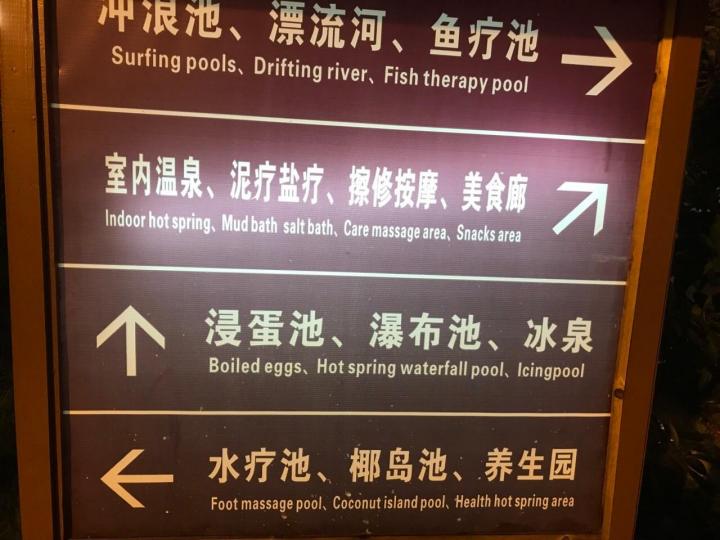 冲浪池、漂流河、鱼疗池
Surfing pools、Drifting river、Fish therapy pool
室内温泉、泥疗盐疗、擦修按摩、美食廊
Indoor hot spring、Mud bath salt bath、Care massage area、Snacks area
浸蛋池、瀑布池、冰泉
Boiled eggs、Hot spring waterfall pool、Icingpool
水疗池、椰岛池、养生园
Foot massage pool、Coconut island pool、Health hot spring area